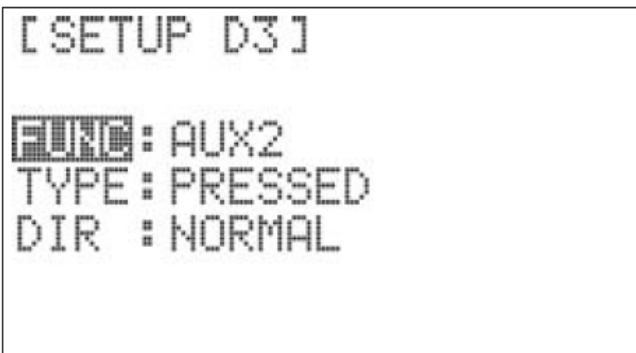 [SETUP D3]
FUNC:AUX2
TYPE:PRESSED
DIR :NORMAL